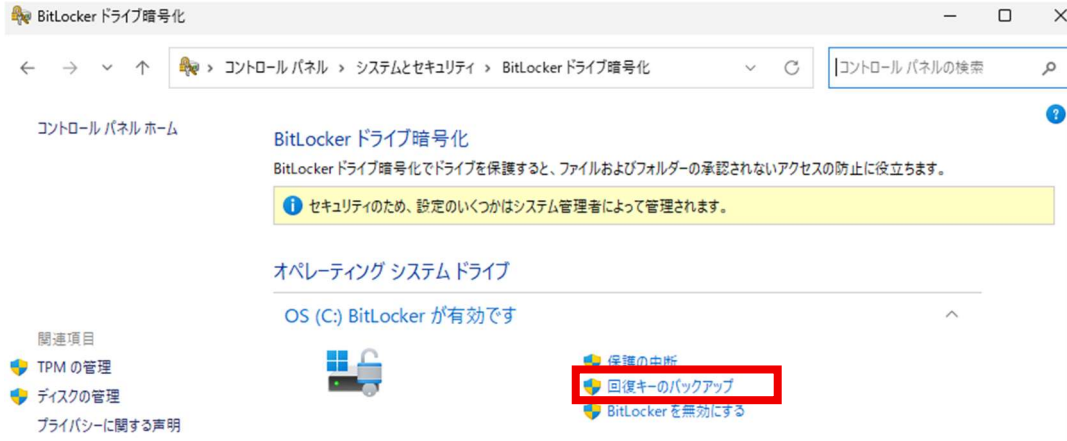 BitLocker ドライブ暗号化
コントロール パネル › システムとセキュリティ › BitLocker ドライブ暗号化
コントロール パネルの検索
コントロール パネル ホーム
BitLocker ドライブ暗号化
BitLocker ドライブ暗号化でドライブを保護すると、ファイルおよびフォルダーの承認されないアクセスの防止に役立ちます。
セキュリティのため、設定のいくつかはシステム管理者によって管理されます。
オペレーティング システム ドライブ
OS (C:) BitLocker が有効です
保護の中断
回復キーのバックアップ
BitLocker を無効にする
関連項目
TPM の管理
ディスクの管理
プライバシーに関する声明